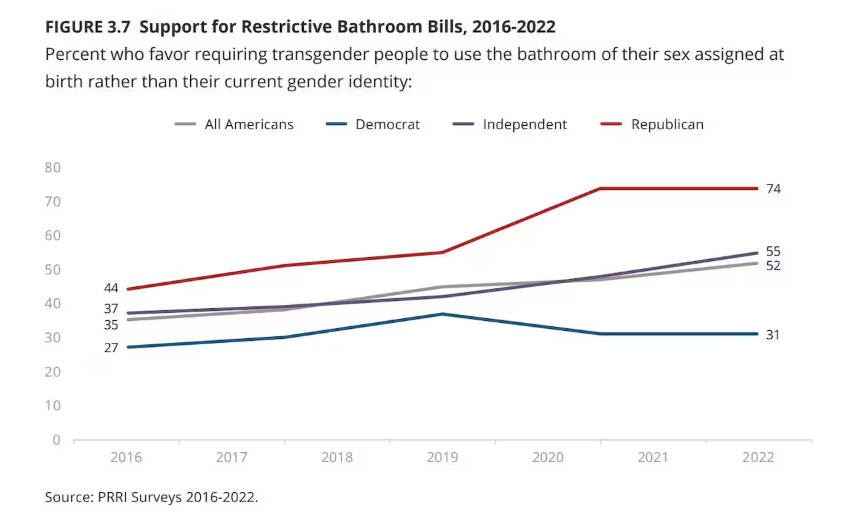 FIGURE 3.7 Support for Restrictive Bathroom Bills, 2016-2022
Percent who favor requiring transgender people to use the bathroom of their sex assigned at
birth rather than their current gender identity:
All Americans Democrat Independent Republican
80
70
60
50
40
30
20
10
0
44
37
35
27
74
55
52
31
2016 2017 2018 2019 2020 2021 2022
Source: PRRI Surveys 2016-2022.